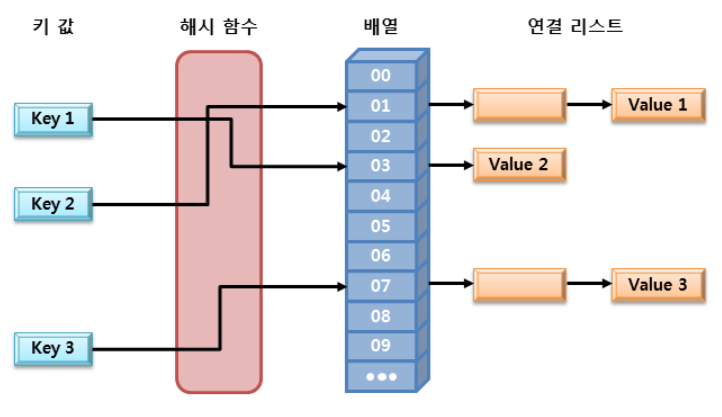 키 값 해시 함수 배열 연결 리스트
00
Key 1 01 Value 1
02
03 Value 2
Key 2 04
05
06
07 Value 3
08
Key 3 09
•••